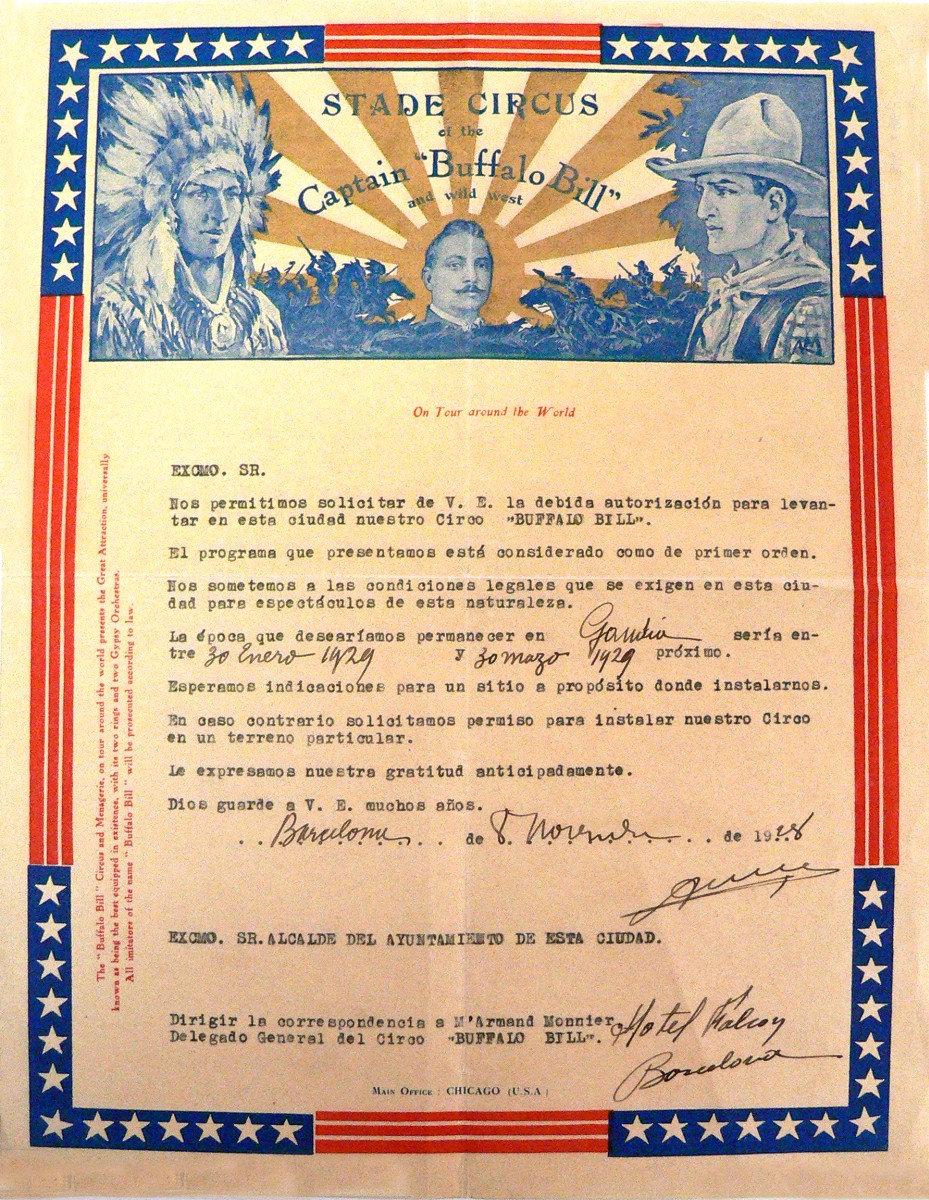 STADE CIRCUS
of the
Captain "Buffalo Bill"
and wild west
On Tour around the World
EXCMO. SR.
Nos permitimos solicitar de V. E. la debida autorización para levan-
tar en esta ciudad nuestro Circo "BUFFALO BILL".
El programa que presentamos está considerado como de primer orden.
Nos sometemos a las condiciones legales que se exigen en esta ciu-
dad para espectáculos de esta naturaleza.
La época que desearíamos permanecer en Gandia sería en-
tre 30 Enero 1929 y 30 mazo 1929 próximo.
Esperamos indicaciones para un sitio a propósito donde instalarnos.
En caso contrario solicitamos permiso para instalar nuestro Circo
en un terreno particular.
Le expresamos nuestra gratitud anticipadamente.
Dios guarde a V. E. muchos años.
. . Barcelona . . . de 8 Novembre . . de 1928
EXCMO. SR. ALCALDE DEL AYUNTAMIENTO DE ESTA CIUDAD.
Dirigir la correspondencia a M'Armand Monnier, Hotel Falcon
Delegado General del Circo "BUFFALO BILL". Barcelona
MAIN OFFICE : CHICAGO (U.S.A)
The "Buffalo Bill" Circus and Menagerie, on tour around the world presents the Great Attraction, universally
known as being the best equipped in existence, with its two rings and two Gypsy Orchestras.
All imitators of the name "Buffalo Bill" will be prosecuted according to law.